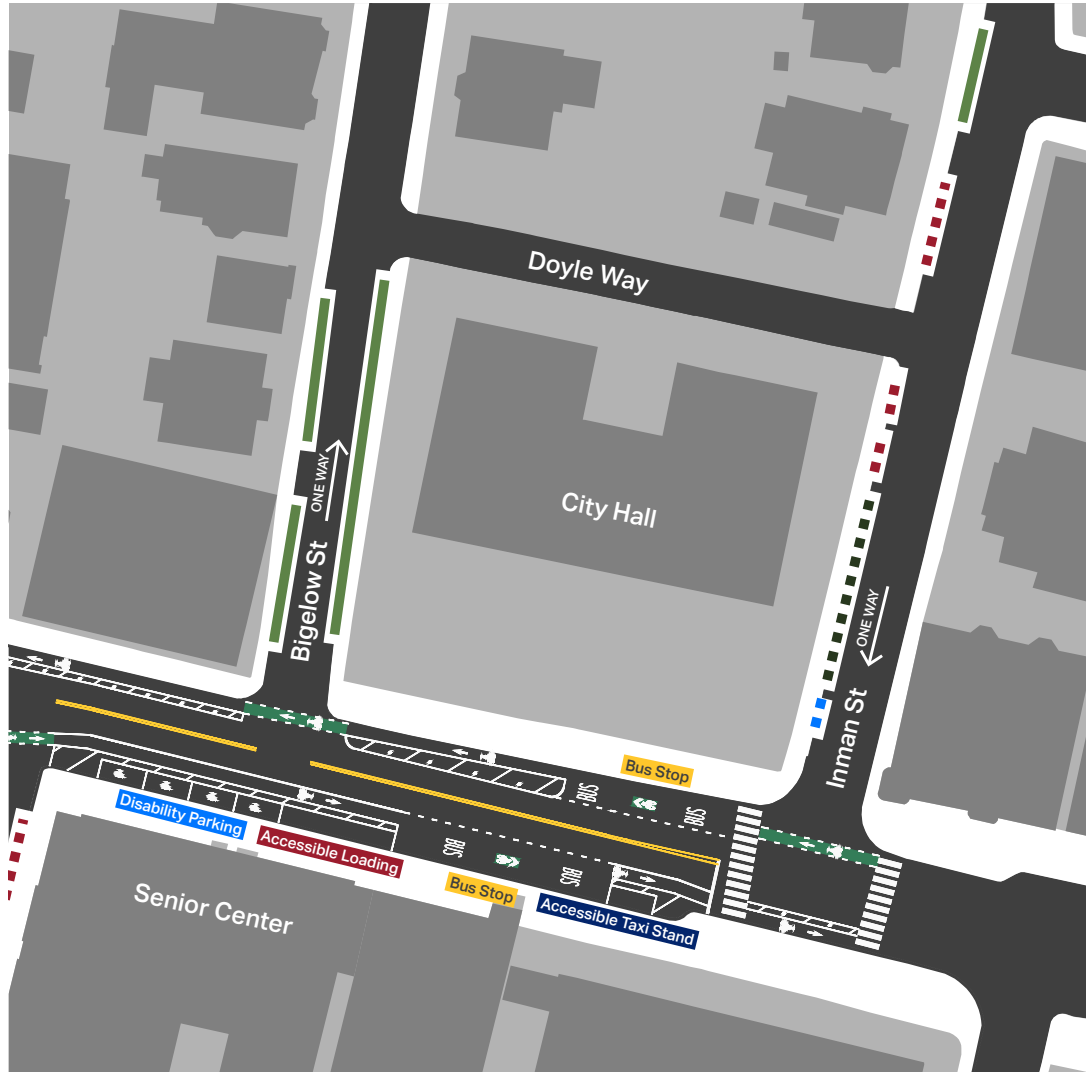 Doyle Way
ONE WAY
City Hall
Bigelow St
ONE WAY
Inman St
Bus Stop
BUS
BUS
Disability Parking
Accessible Loading
BUS
BUS
Bus Stop
Accessible Taxi Stand
Senior Center